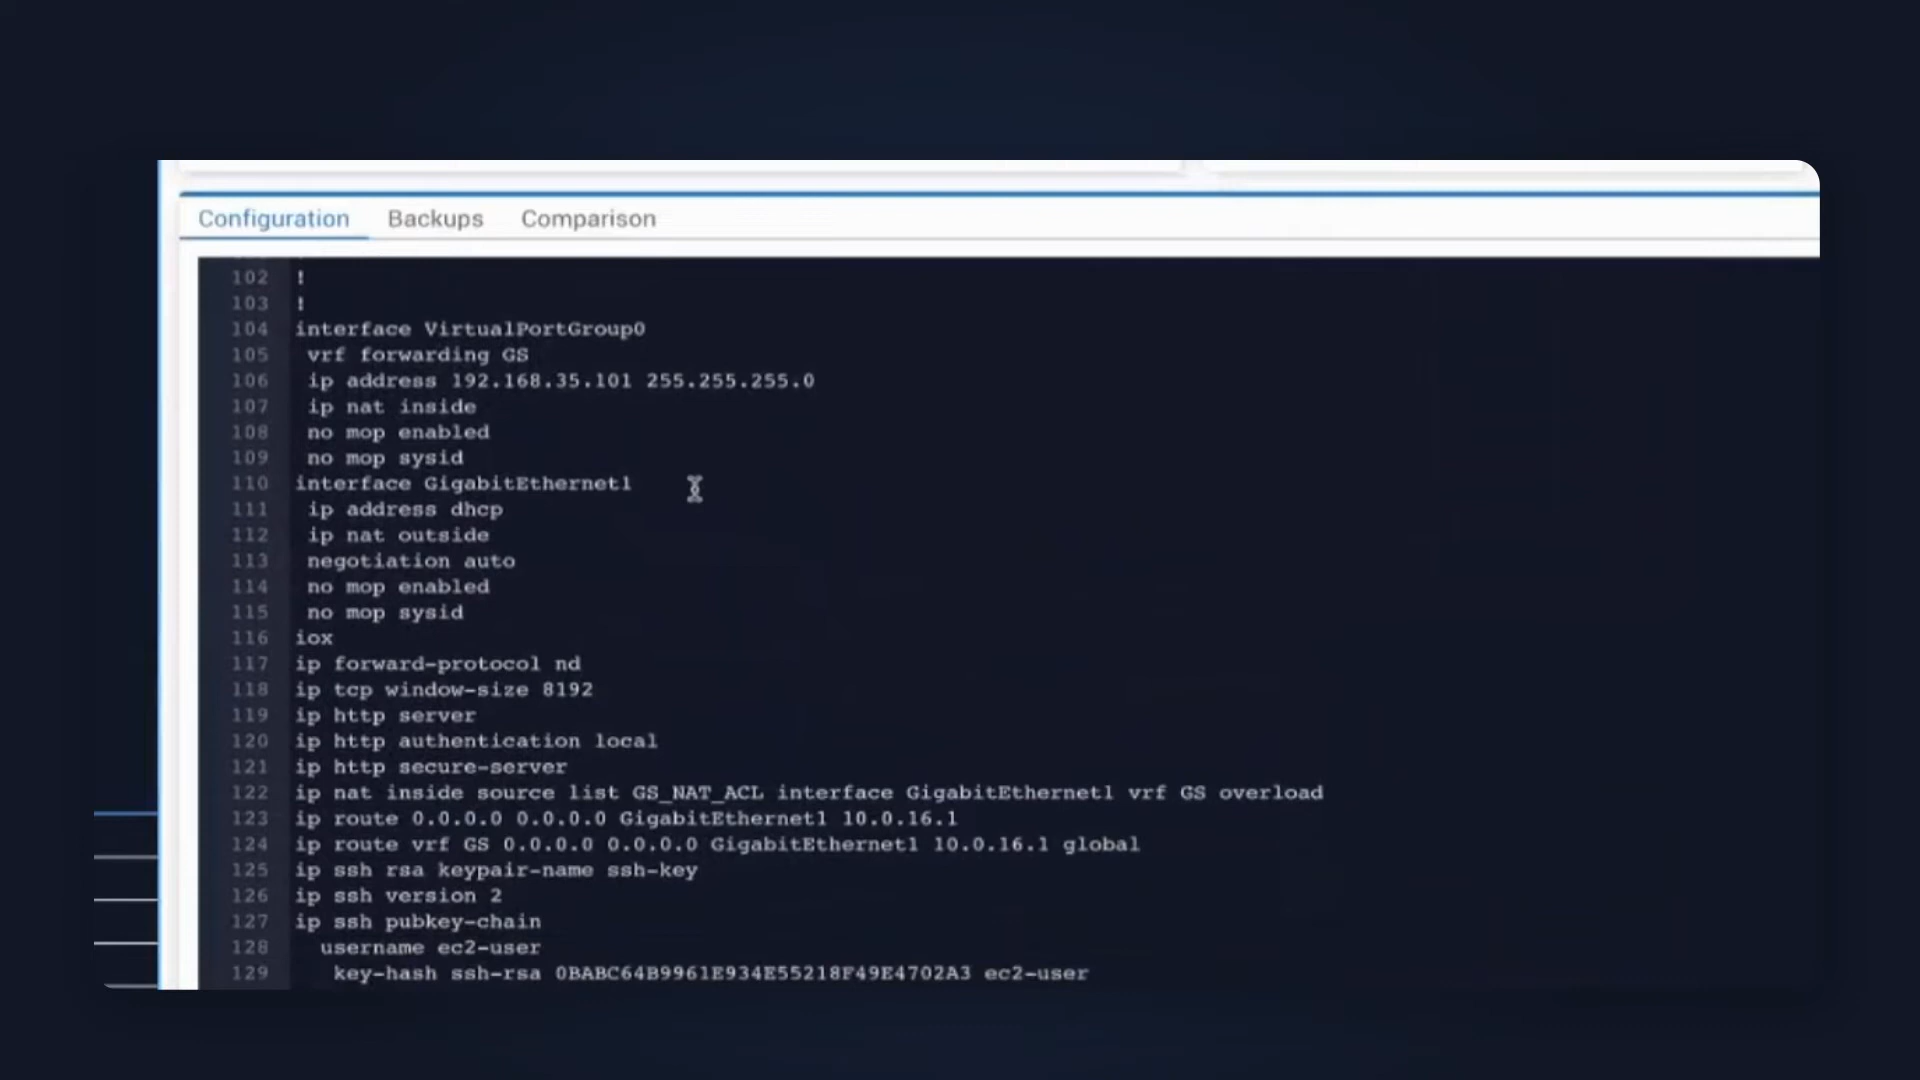 Configuration Backups Comparison
102 !
103 !
104 interface VirtualPortGroup0
105 vrf forwarding GS
106 ip address 192.168.35.101 255.255.255.0
107 ip nat inside
108 no mop enabled
109 no mop sysid
110 interface GigabitEthernet1
111 ip address dhcp
112 ip nat outside
113 negotiation auto
114 no mop enabled
115 no mop sysid
116 iox
117 ip forward-protocol nd
118 ip tcp window-size 8192
119 ip http server
120 ip http authentication local
121 ip http secure-server
122 ip nat inside source list GS_NAT_ACL interface GigabitEthernet1 vrf GS overload
123 ip route 0.0.0.0 0.0.0.0 GigabitEthernet1 10.0.16.1
124 ip route vrf GS 0.0.0.0 0.0.0.0 GigabitEthernet1 10.0.16.1 global
125 ip ssh rsa keypair-name ssh-key
126 ip ssh version 2
127 ip ssh pubkey-chain
128 username ec2-user
129 key-hash ssh-rsa 0BABC64B9961E934E55218F49E4702A3 ec2-user